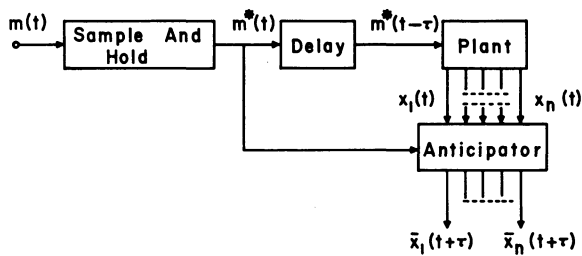 m(t)
Sample And
Hold
m*(t)
Delay
m*(t-τ)
Plant
x₁(t)
xₙ(t)
Anticipator
x̄₁(t+τ)
x̄ₙ(t+τ)